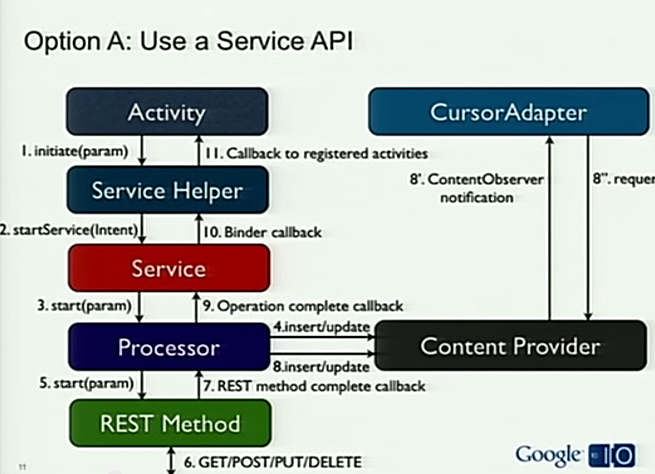 Option A: Use a Service API
Activity
CursorAdapter
1. initiate(param)
11. Callback to registered activities
Service Helper
8'. ContentObserver
notification
8''. requer
2. startService(Intent)
10. Binder callback
Service
3. start(param)
9. Operation complete callback
4.insert/update
Processor
Content Provider
8.insert/update
5. start(param)
7. REST method complete callback
REST Method
6. GET/POST/PUT/DELETE
11
Google 10 IO